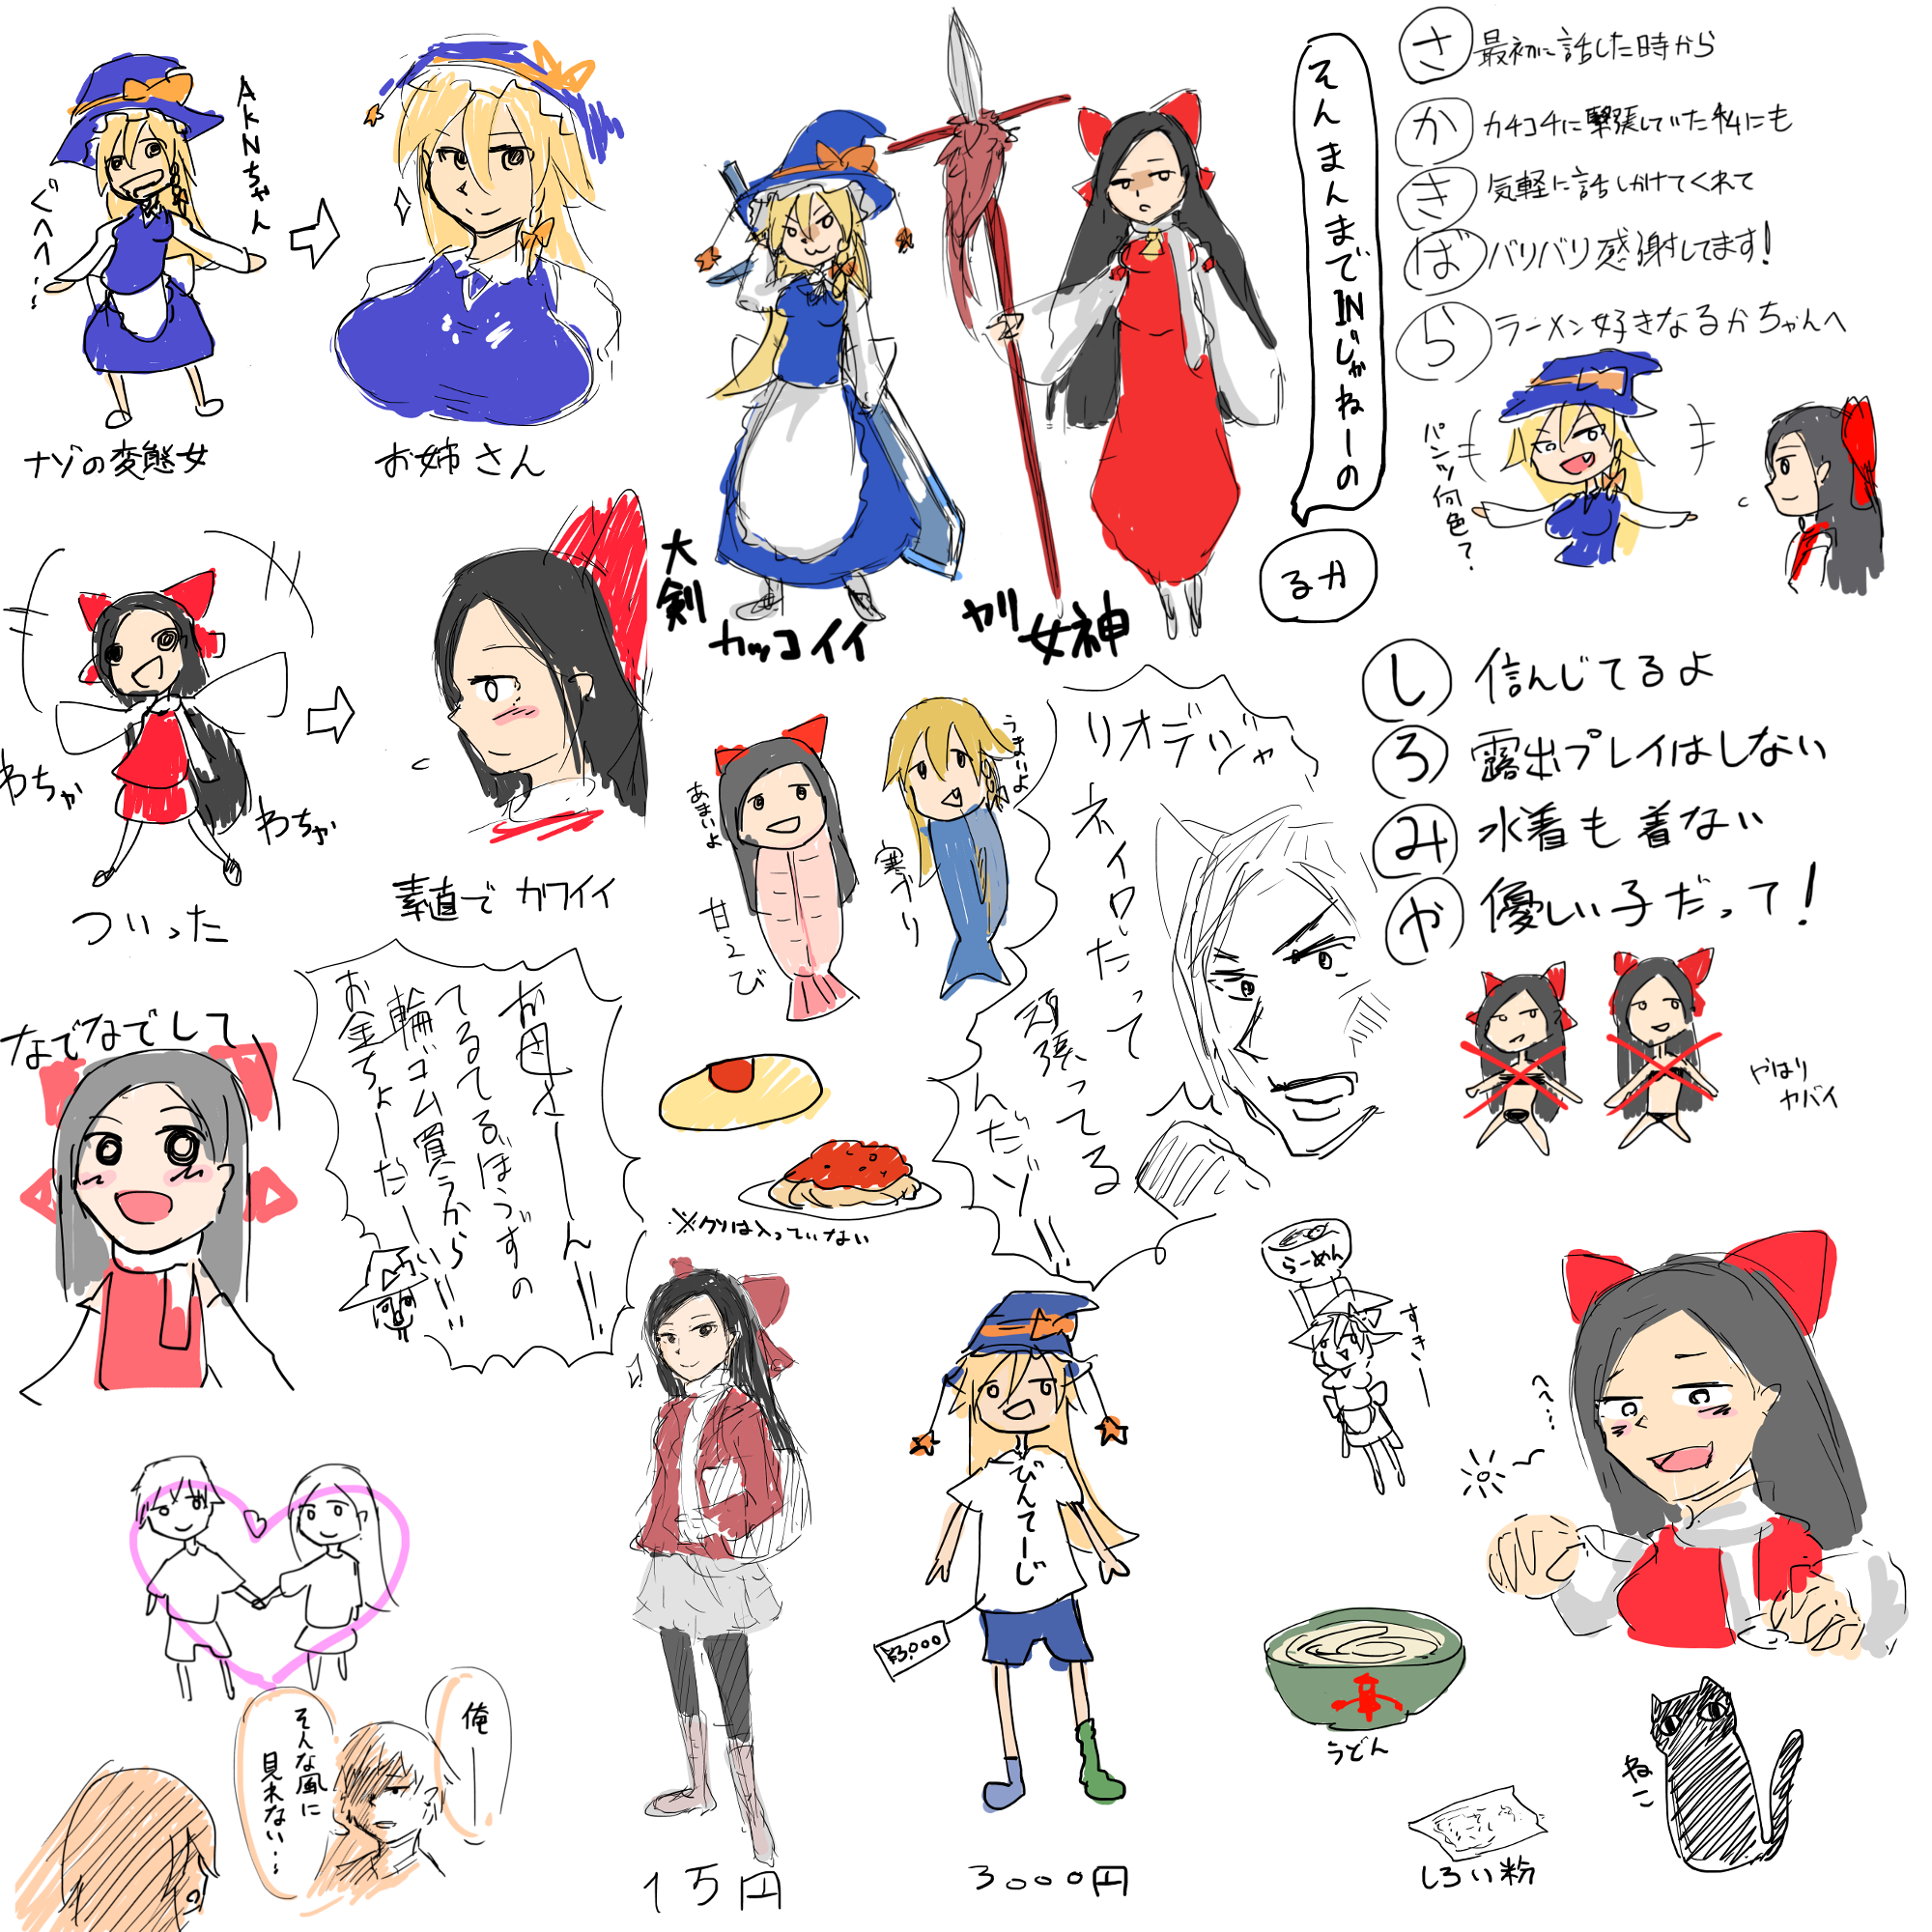 AkNちゃん
ぐへへ…
ナゾの変態女
お姉さん
大剣
カッコイイ
ヤリ
女神
そんまんまでINじゃねーの
るか
さ 最初に話した時から
か カチコチに緊張していた私にも
き 気軽に話しかけてくれて
ば バリバリ感謝してます!
ら ラーメン好きなるかちゃんへ
パンツ何色?
わちゃ
わちゃ
ついった
素直でカワイイ
あまいよ
甘えび
うまいよ
寒ブリ
リオデジャ
ネイロだって
頑張ってる
んだゾ!!
し 信んじてるよ
ろ 露出プレイはしない
み 水着も着ない
や 優しい子だって!
やはり
ヤバイ
なでなでして
お母さーーん!!
てるてるぼうずの
輪ゴム買うから!!!
お金ちょーだーい!!!
※クソは入っていない
らーめん
すきーー
へへ…
びんてーじ
¥3,000
俺――
そんな風に
見れない…
1万円
3000円
うどん
しろい粉
ねこ